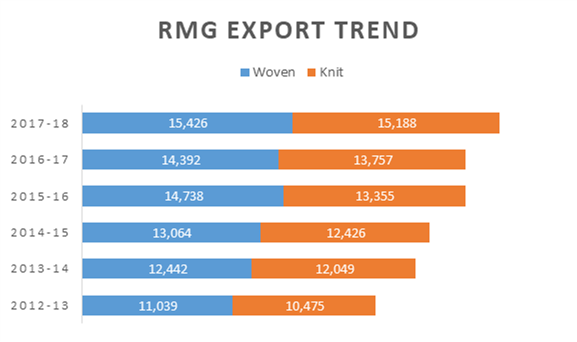 RMG EXPORT TREND
Woven Knit
2017-18 15,426 15,188
2016-17 14,392 13,757
2015-16 14,738 13,355
2014-15 13,064 12,426
2013-14 12,442 12,049
2012-13 11,039 10,475